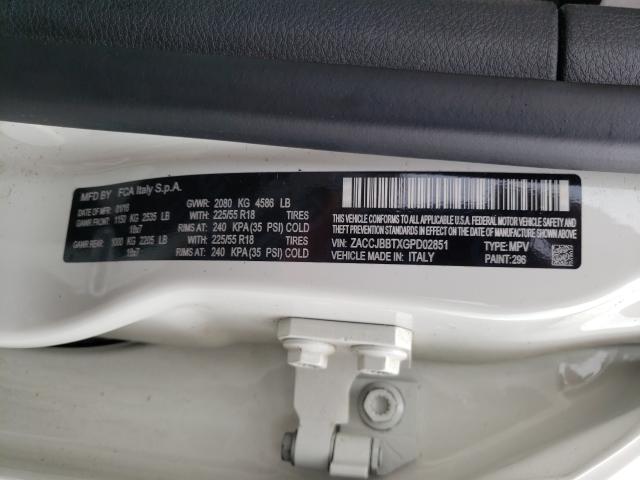 MFD BY FCA Italy S.p.A.
DATE OF MFR 01/16 GVWR: 2080 KG 4586 LB
GAWR FRONT: 1150 KG 2535 LB WITH: 225/55 R18 TIRES
18x7 RIMS AT: 240 KPA(35 PSI) COLD
GAWR REAR: 1000 KG 2205 LB WITH: 225/55 R18 TIRES
18x7 RIMS AT: 240 KPA(35 PSI) COLD
THIS VEHICLE CONFORMS TO ALL APPLICABLE U.S.A. FEDERAL MOTOR VEHICLE SAFETY, BUMPER
AND THEFT PREVENTION STANDARDS IN EFFECT ON THE DATE OF MANUFACTURE SHOWN ABOVE
VIN: ZACCJBBTXGPD02851 TYPE: MPV
VEHICLE MADE IN: ITALY PAINT: 296